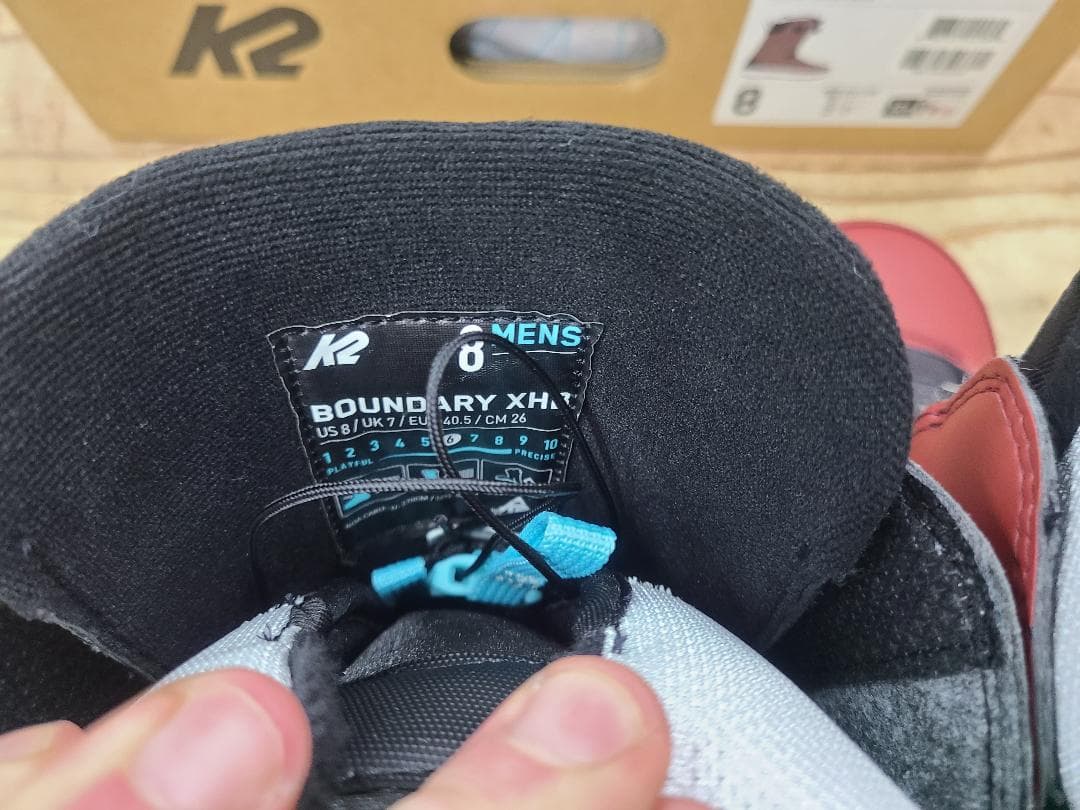 K2
8
K2
8 MENS
BOUNDARY XHB
US 8 / UK 7 / EU 40.5 / CM 26
1 2 3 4 5 6 7 8 9 10
PLAYFUL PRECISE